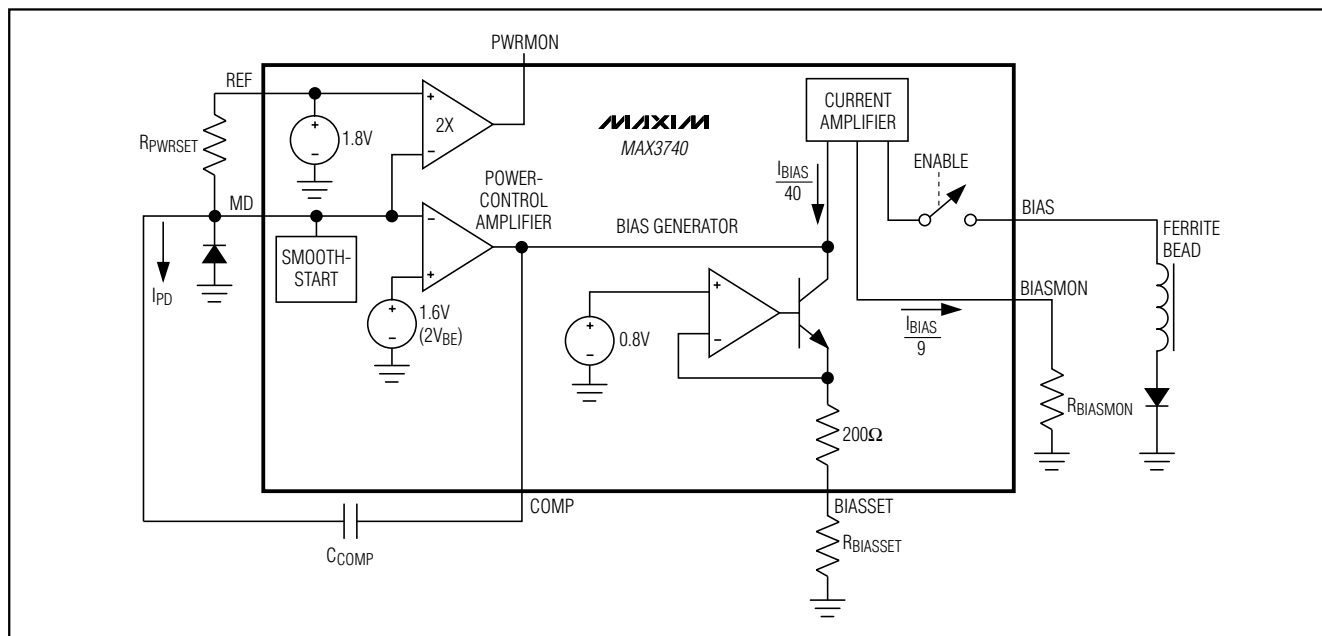 PWRMON
REF
+
2X
−
+
−
1.8V
RPWRSET
MAXIM
MAX3740
CURRENT
AMPLIFIER
ENABLE
IBIAS
40
BIAS
FERRITE
BEAD
MD
POWER-
CONTROL
AMPLIFIER
−
+
BIAS GENERATOR
SMOOTH-
START
IPD
+
−
1.6V
(2VBE)
+
−
0.8V
+
−
BIASMON
IBIAS
9
RBIASMON
200Ω
COMP
BIASSET
CCOMP
RBIASSET